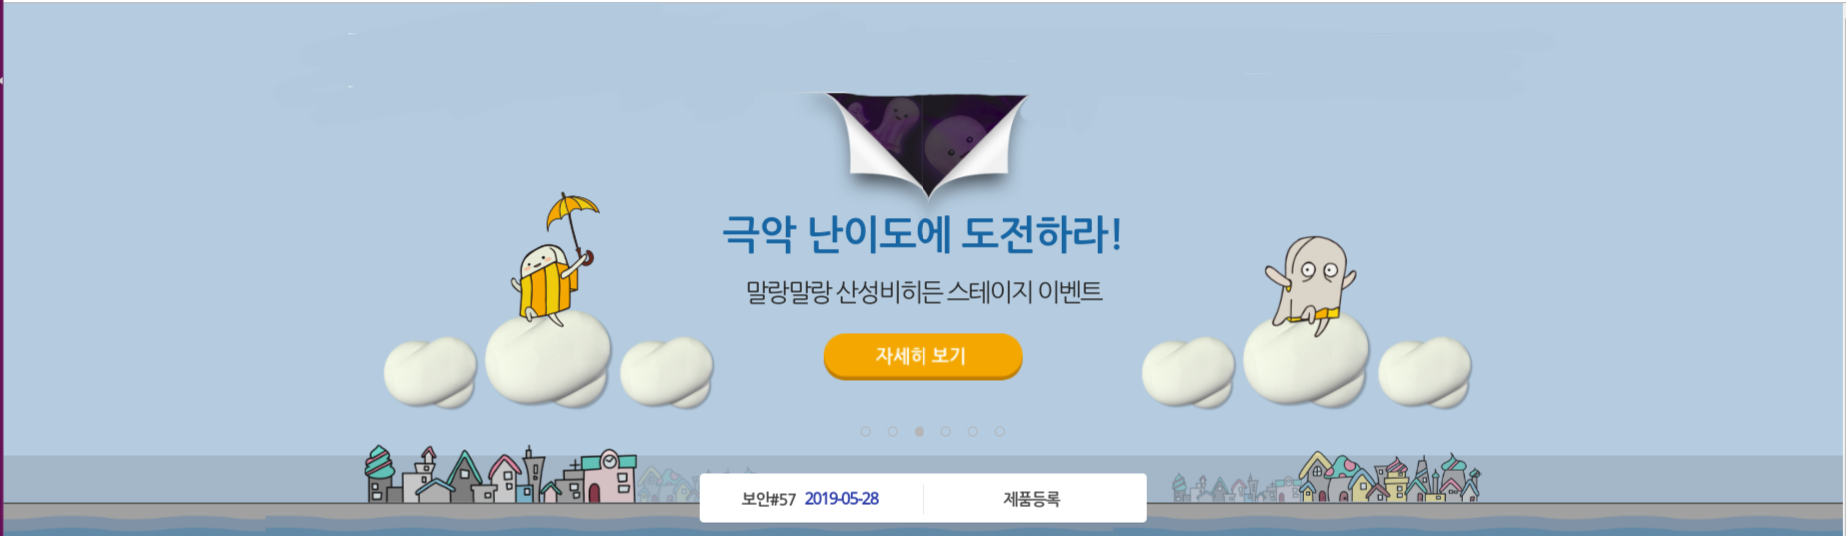 극악 난이도에 도전하라!
말랑말랑 산성비히든 스테이지 이벤트
자세히 보기
보안#57 2019-05-28
제품등록